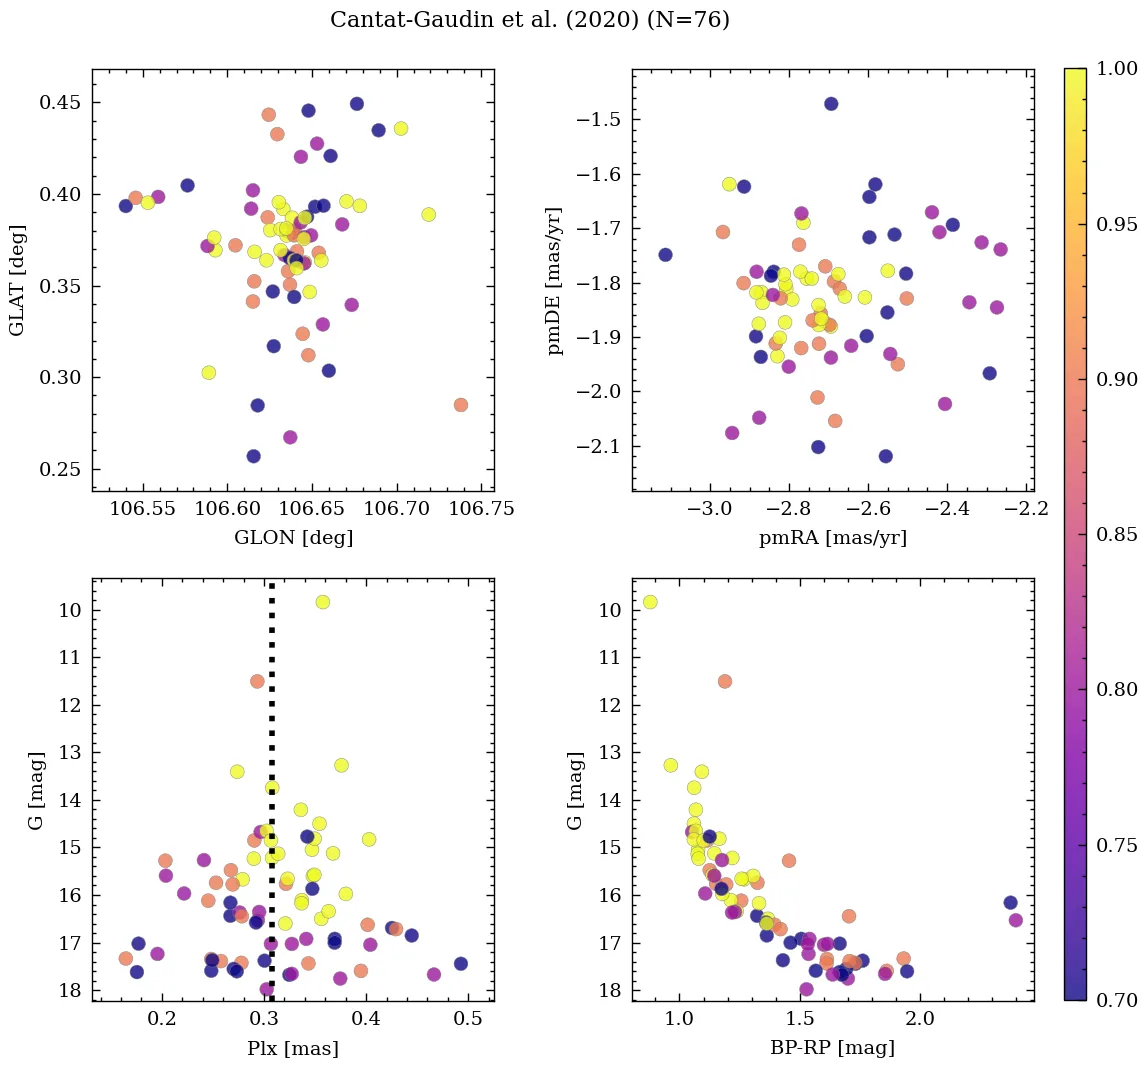 Cantat-Gaudin et al. (2020) (N=76)
0.45
0.40
0.35
0.30
0.25
GLAT [deg]
106.55 106.60 106.65 106.70 106.75
GLON [deg]
−1.5
−1.6
−1.7
−1.8
−1.9
−2.0
−2.1
pmDE [mas/yr]
−3.0 −2.8 −2.6 −2.4 −2.2
pmRA [mas/yr]
10
11
12
13
14
15
16
17
18
G [mag]
0.2 0.3 0.4 0.5
Plx [mas]
10
11
12
13
14
15
16
17
18
G [mag]
1.0 1.5 2.0
BP-RP [mag]
1.00
0.95
0.90
0.85
0.80
0.75
0.70